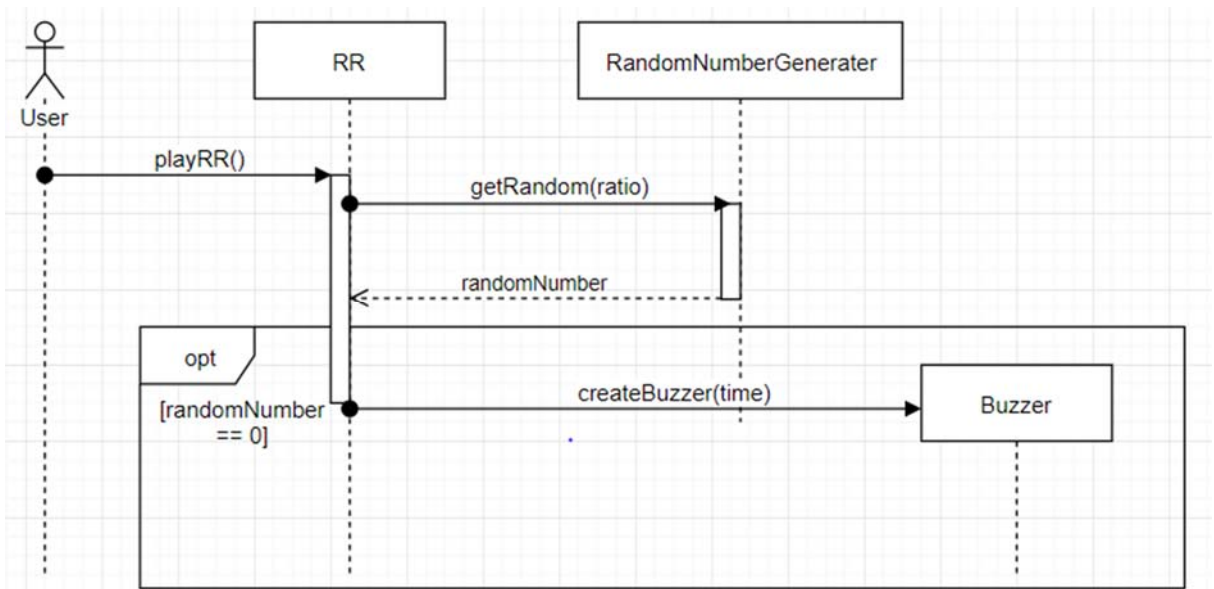 RR
RandomNumberGenerater
User
playRR()
getRandom(ratio)
randomNumber
opt
createBuzzer(time)
Buzzer
[randomNumber
== 0]